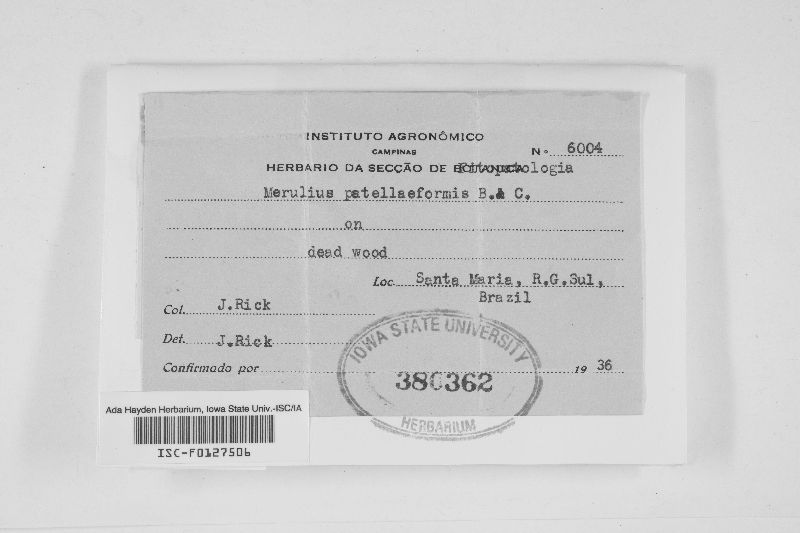 INSTITUTO AGRONÔMICO
CAMPINAS
Nº 6004
HERBARIO DA SECÇÃO DE Fitopatologia
Merulius patellaeformis B.& C.
on
dead wood
Loc. Santa Maria, R.G.Sul,
Brazil
Col. J.Rick
Det. J.Rick
Confirmado por 19 36
IOWA STATE UNIVERSITY
HERBARIUM
Ada Hayden Herbarium, Iowa State Univ.-ISC/IA
ISC-F0127506